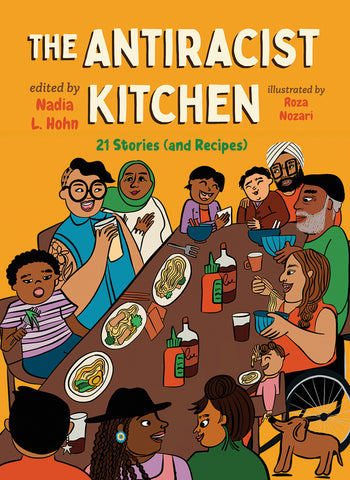 THE ANTIRACIST
KITCHEN
edited by
Nadia
L. Hohn
illustrated by
Roza
Nozari
21 Stories (and Recipes)